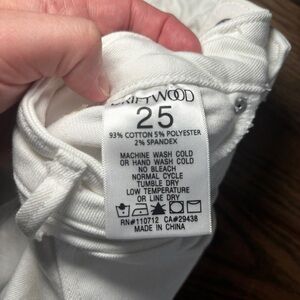 DRIFTWOOD
25
93% COTTON 5% POLYESTER
2% SPANDEX
MACHINE WASH COLD
OR HAND WASH COLD
NO BLEACH
NORMAL CYCLE
TUMBLE DRY
LOW TEMPERATURE
OR LINE DRY
RN#110712 CA#29438
MADE IN CHINA